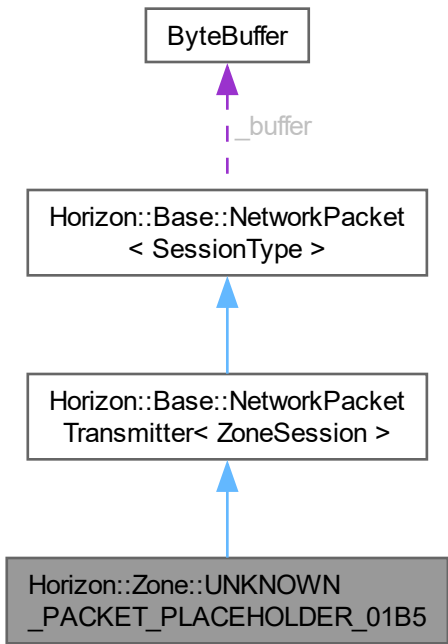 ByteBuffer
_buffer
Horizon::Base::NetworkPacket
< SessionType >
Horizon::Base::NetworkPacket
Transmitter< ZoneSession >
Horizon::Zone::UNKNOWN
_PACKET_PLACEHOLDER_01B5